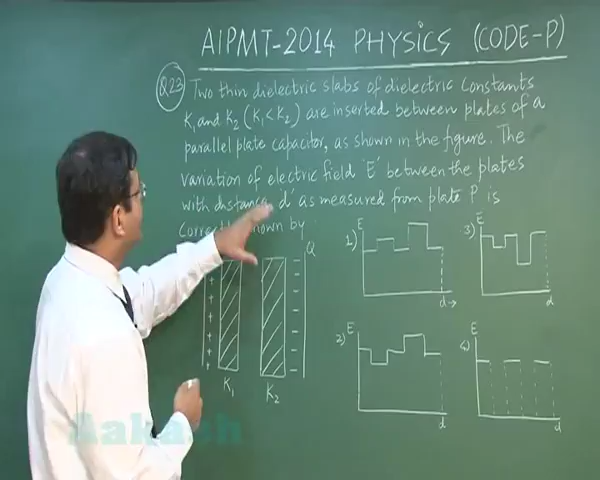 AIPMT-2014 PHYSICS (CODE-P)
Q23 Two thin dielectric slabs of dielectric constants
K1 and K2 (K1<K2) are inserted between plates of a
parallel plate capacitor, as shown in the figure. The
variation of electric field 'E' between the plates
with distance 'd' as measured from plate P is
correctly shown by
Q
K1
K2
1)
E
d→
3)
E
d
2)
E
d
4)
E
d
Aakash